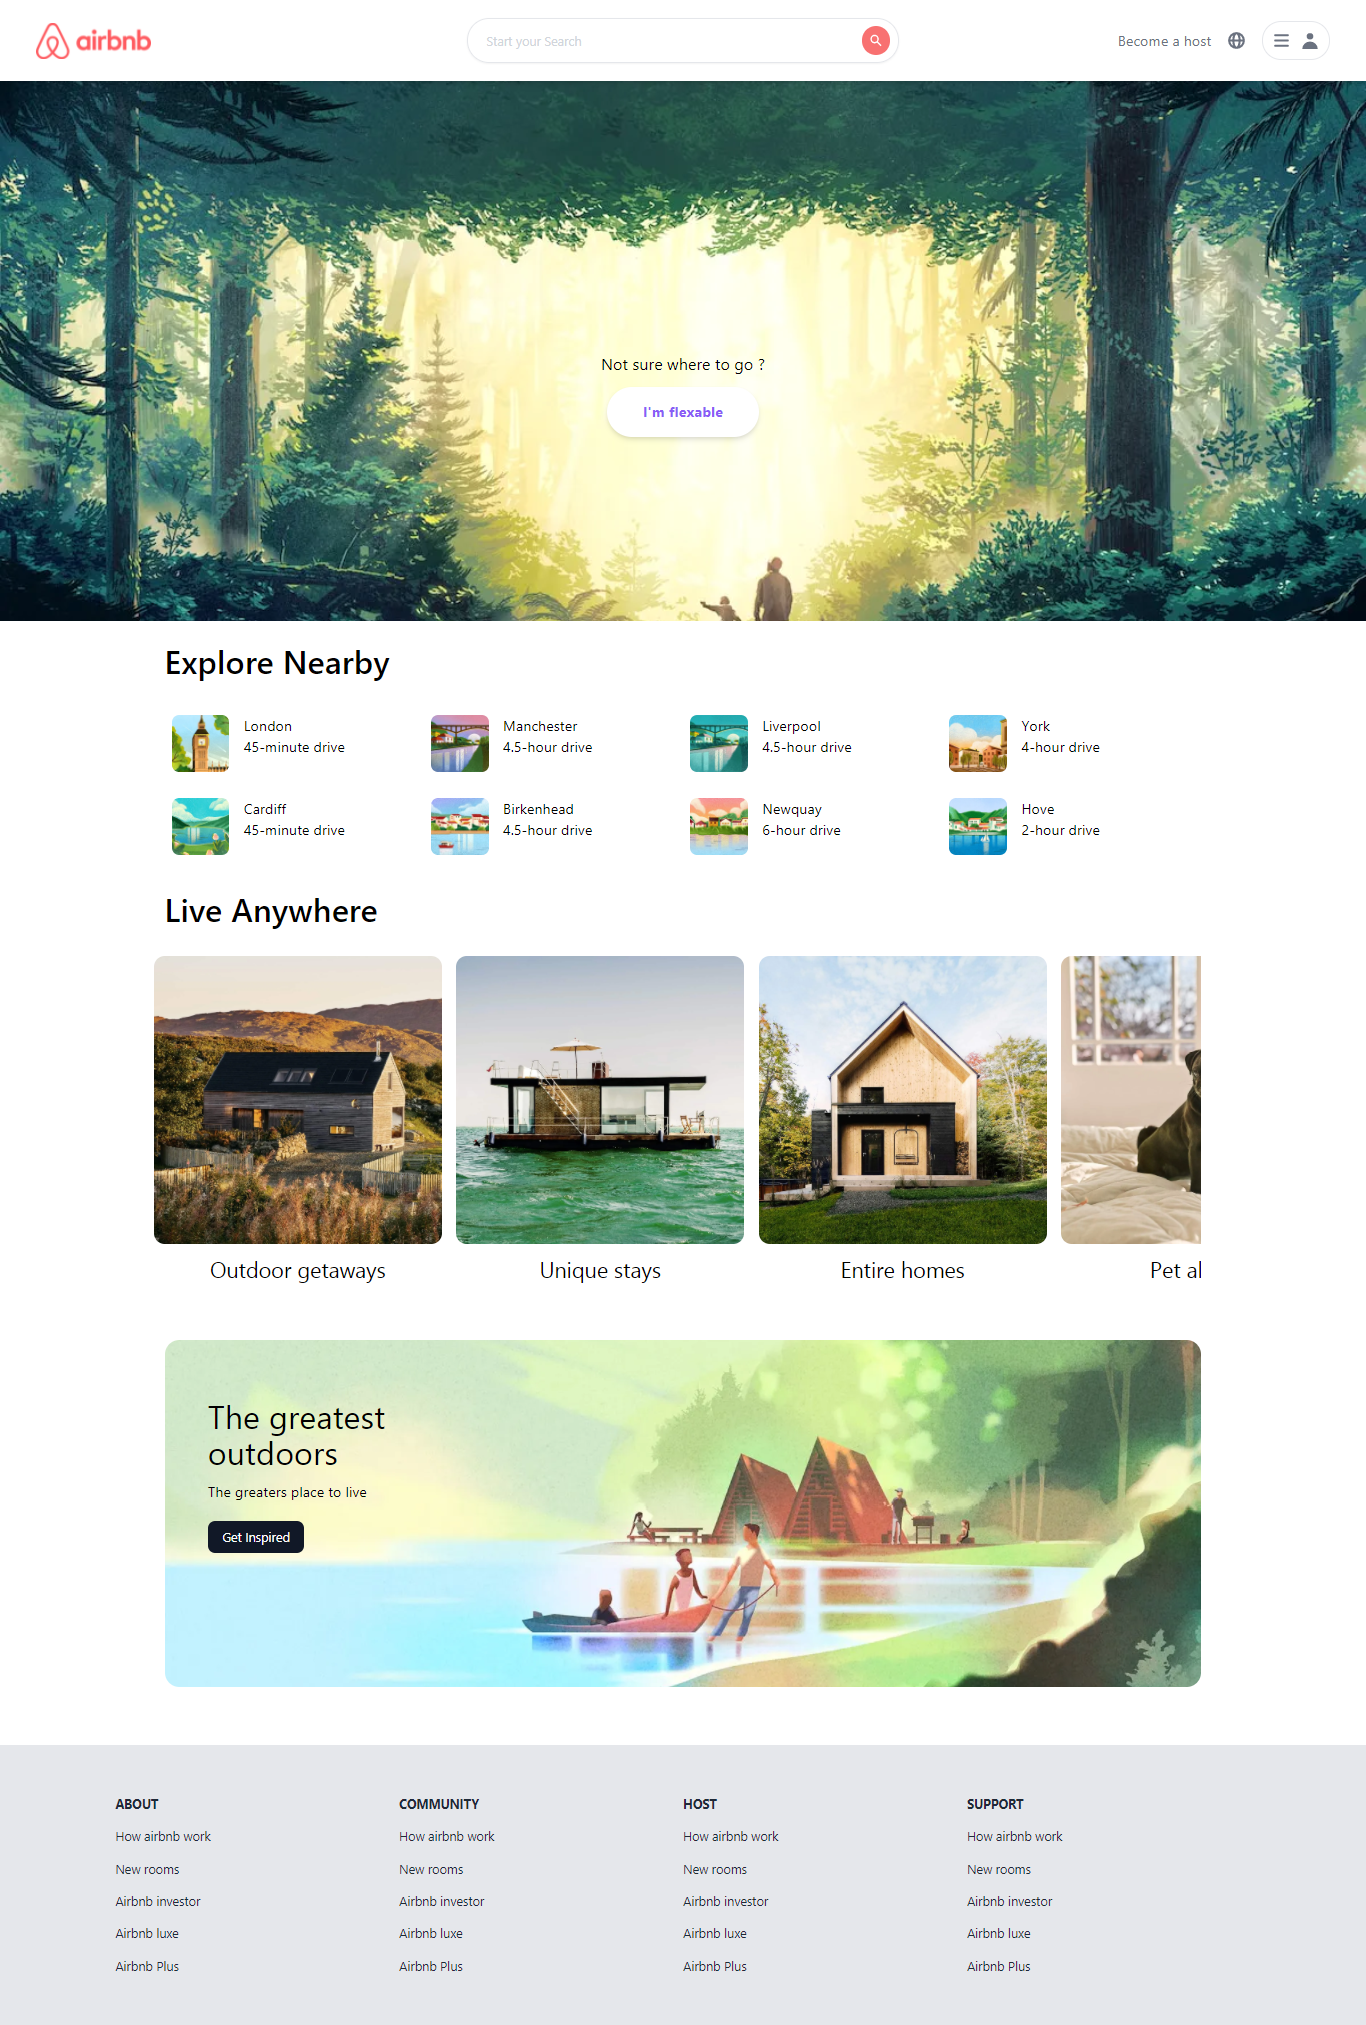 airbnb
Start your Search
Become a host
Not sure where to go ?
I'm flexable
Explore Nearby
London
45-minute drive
Manchester
4.5-hour drive
Liverpool
4.5-hour drive
York
4-hour drive
Cardiff
45-minute drive
Birkenhead
4.5-hour drive
Newquay
6-hour drive
Hove
2-hour drive
Live Anywhere
Outdoor getaways
Unique stays
Entire homes
Pet al
The greatest
outdoors
The greaters place to live
Get Inspired
ABOUT
How airbnb work
New rooms
Airbnb investor
Airbnb luxe
Airbnb Plus
COMMUNITY
How airbnb work
New rooms
Airbnb investor
Airbnb luxe
Airbnb Plus
HOST
How airbnb work
New rooms
Airbnb investor
Airbnb luxe
Airbnb Plus
SUPPORT
How airbnb work
New rooms
Airbnb investor
Airbnb luxe
Airbnb Plus